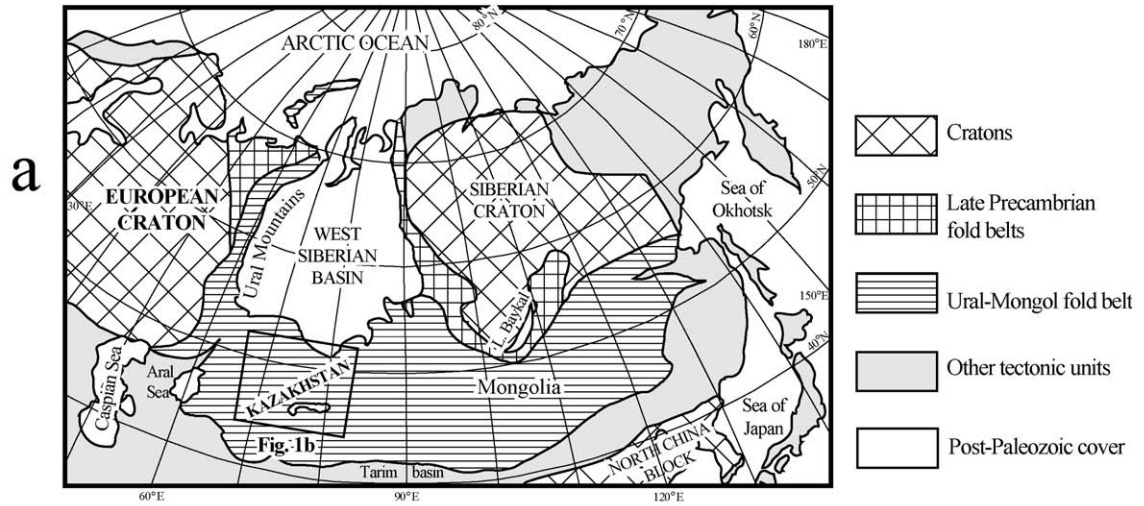 a
ARCTIC OCEAN
80°N
70°N
60°N
180°E
EUROPEAN
CRATON
30°E
Ural Mountains
WEST
SIBERIAN
BASIN
SIBERIAN
CRATON
Sea of
Okhotsk
50°N
L. Baykal
150°E
40°N
Caspian Sea
Aral
Sea
KAZAKHSTAN
Mongolia
Fig. 1b
Tarim basin
NORTH CHINA
BLOCK
Sea of
Japan
60°E
90°E
120°E
Cratons
Late Precambrian
fold belts
Ural-Mongol fold belt
Other tectonic units
Post-Paleozoic cover